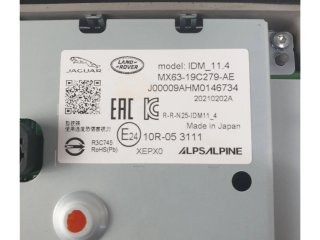 JAGUAR
LAND-ROVER
model: IDM_11.4
MX63-19C279-AE
J00009AHM0146734
20210202A
EAC
R-R-N25-IDM11_4
Made in Japan
E24 10R-05 3111
R3C745
RoHS(Pb)
XEPX0
ALPSALPINE